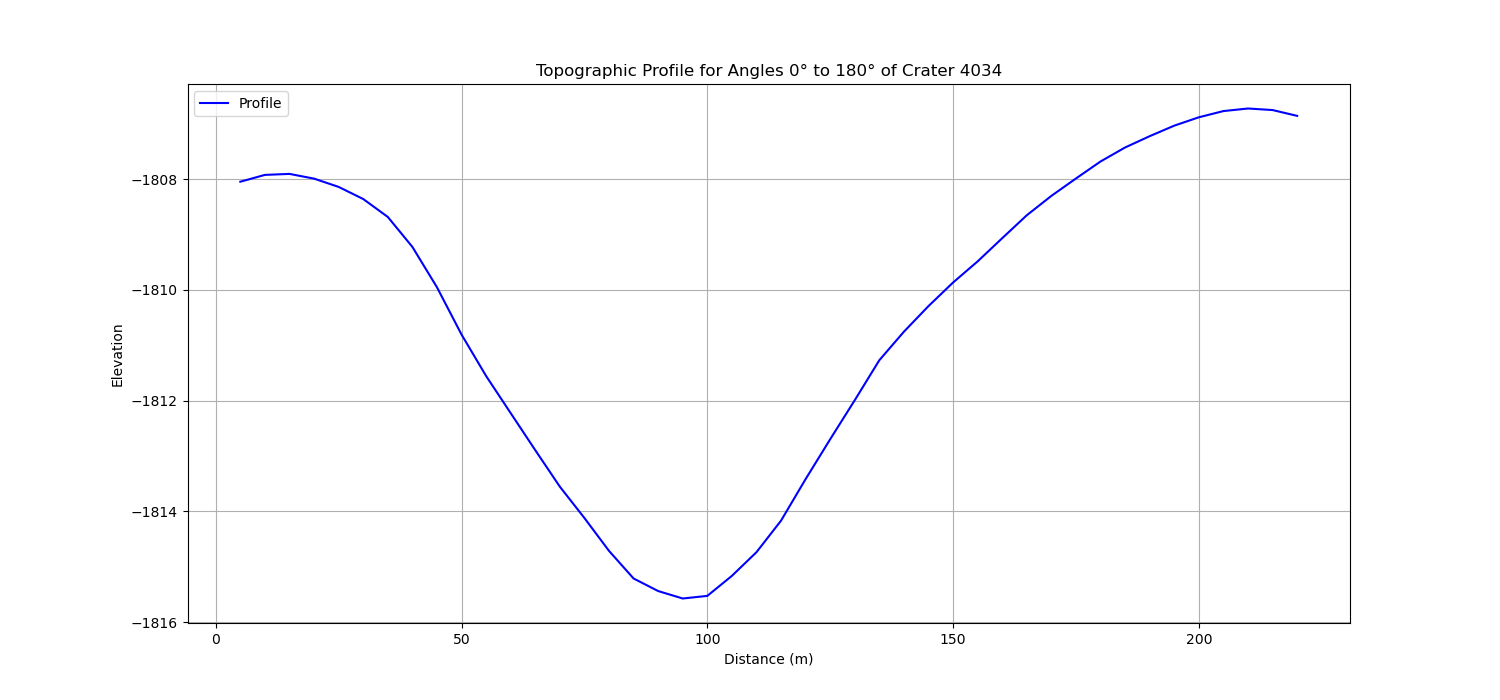 Topographic Profile for Angles 0° to 180° of Crater 4034
Profile
−1808
−1810
−1812
−1814
−1816
Elevation
0 50 100 150 200
Distance (m)